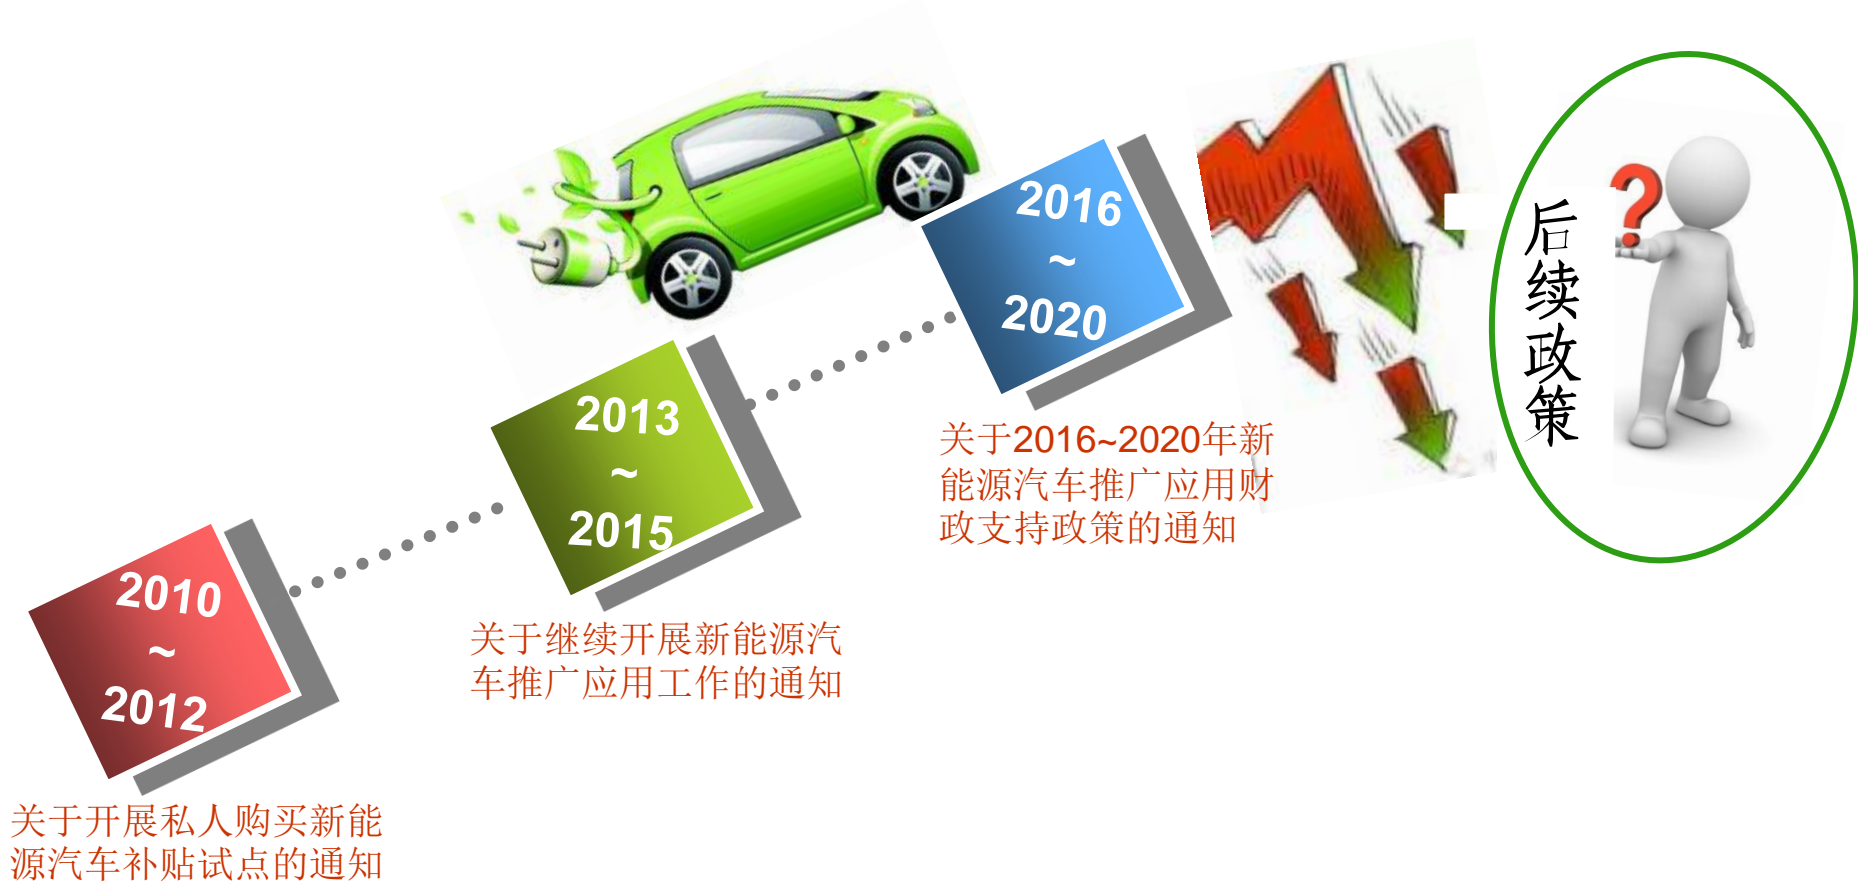 2010
~
2012
关于开展私人购买新能
源汽车补贴试点的通知
2013
~
2015
关于继续开展新能源汽
车推广应用工作的通知
2016
~
2020
关于2016~2020年新
能源汽车推广应用财
政支持政策的通知
后续政策
?